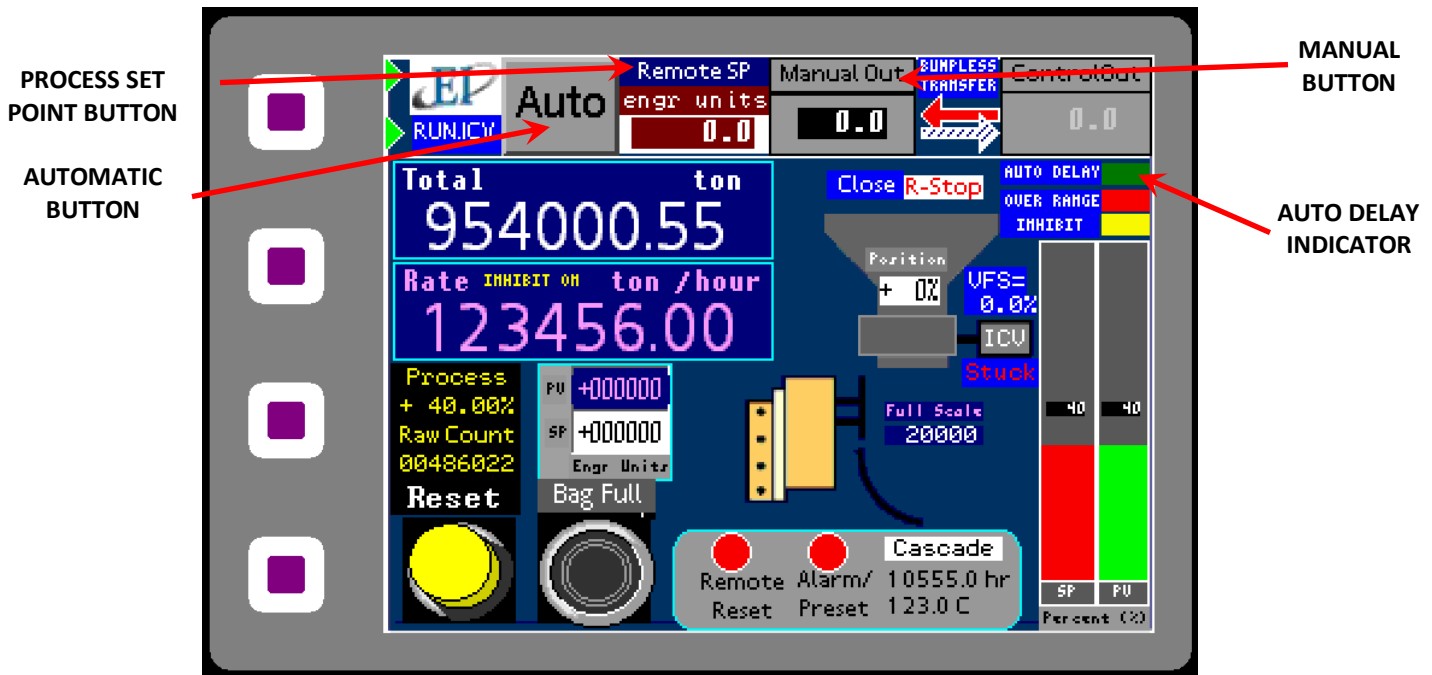 PROCESS SET
POINT BUTTON
AUTOMATIC
BUTTON
MANUAL
BUTTON
AUTO DELAY
INDICATOR
EI
RUN.ICV
Auto
Remote SP
engr units
0.0
Manual Out
0.0
BUMPLESS
TRANSFER
ControlOut
0.0
Total ton
954000.55
Rate INHIBIT ON ton /hour
123456.00
Close R-Stop
AUTO DELAY
OVER RANGE
INHIBIT
Position
+ 0%
VFS=
0.0%
ICV
Stuck
Process
+ 40.00%
Raw Count
00486022
Reset
PV +000000
SP +000000
Engr Units
Bag Full
Full Scale
20000
40 40
SP PV
Percent (%)
Cascade
Remote Alarm/ 10555.0 hr
Reset Preset 123.0 C